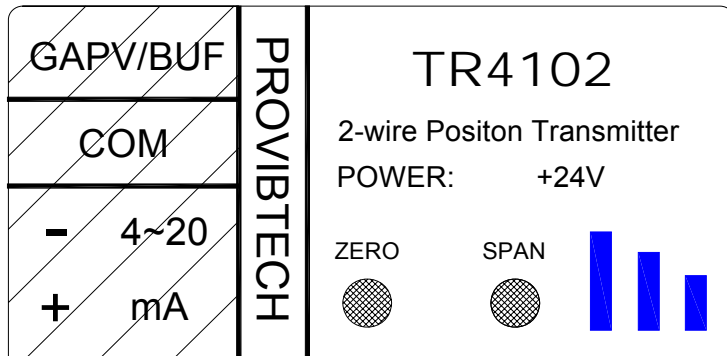 GAPV/BUF
COM
- 4~20
+ mA
PROVIBTECH
TR4102
2-wire Positon Transmitter
POWER: +24V
ZERO SPAN